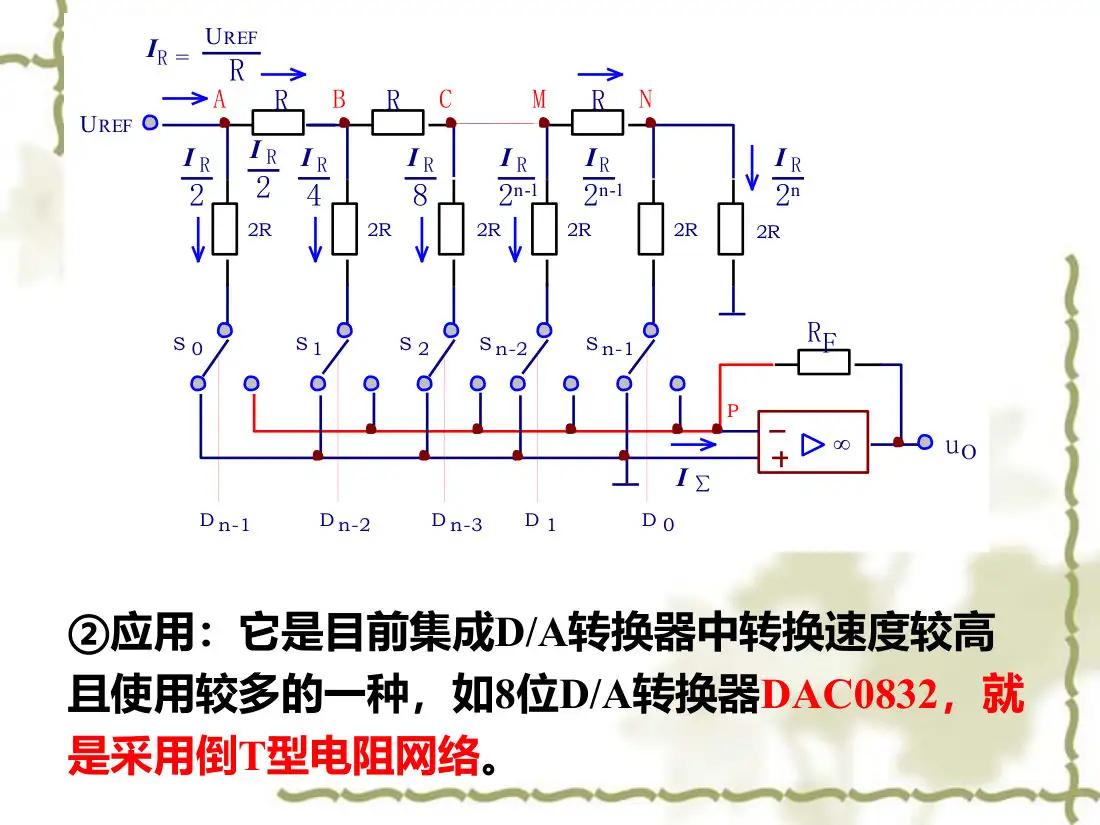 IR = UREF / R
UREF A R B R C M R N
IR/2 IR/2 IR/4 IR/8 IR/2n-1 IR/2n-1 IR/2n
2R 2R 2R 2R 2R 2R
S0 S1 S2 Sn-2 Sn-1 RF
P
− ▷ ∞
+ uO
I∑
Dn-1 Dn-2 Dn-3 D1 D0
②应用：它是目前集成D/A转换器中转换速度较高
且使用较多的一种，如8位D/A转换器DAC0832，就
是采用倒T型电阻网络。